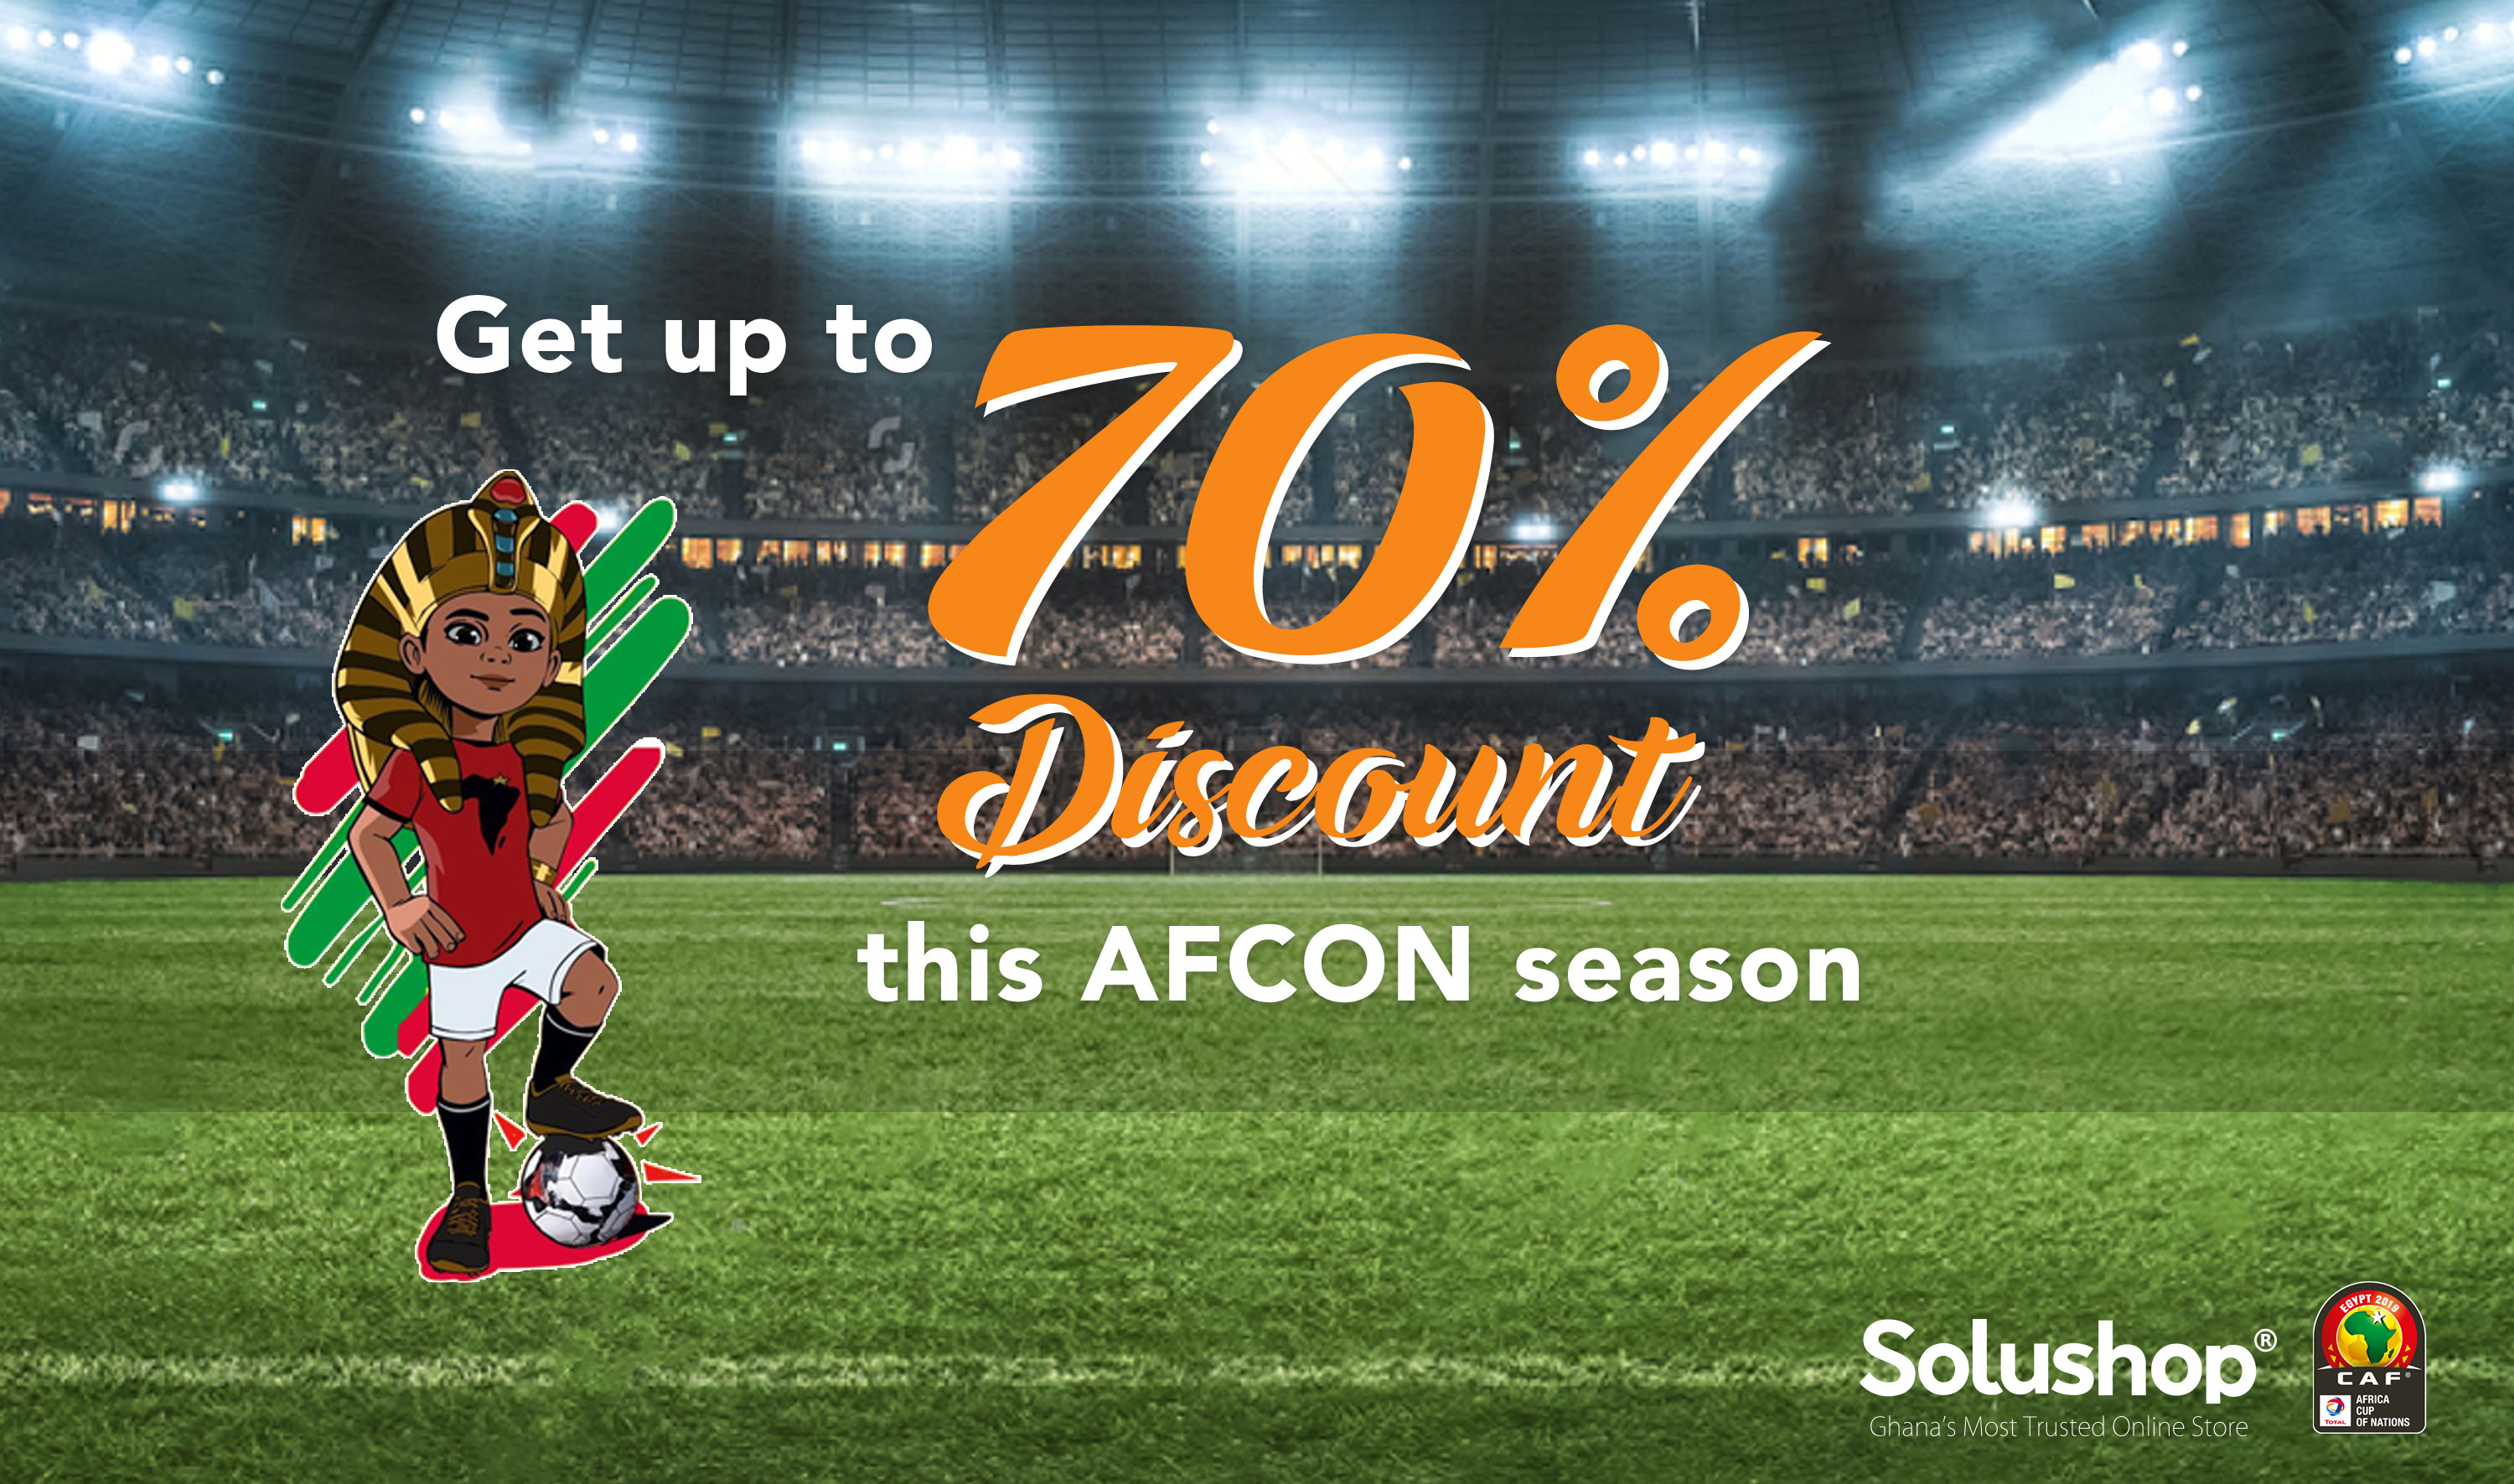 Get up to
70%
Discount
this AFCON season
Solushop®
Ghana's Most Trusted Online Store
EGYPT 2019
CAF®
TOTAL
AFRICA
CUP
OF NATIONS